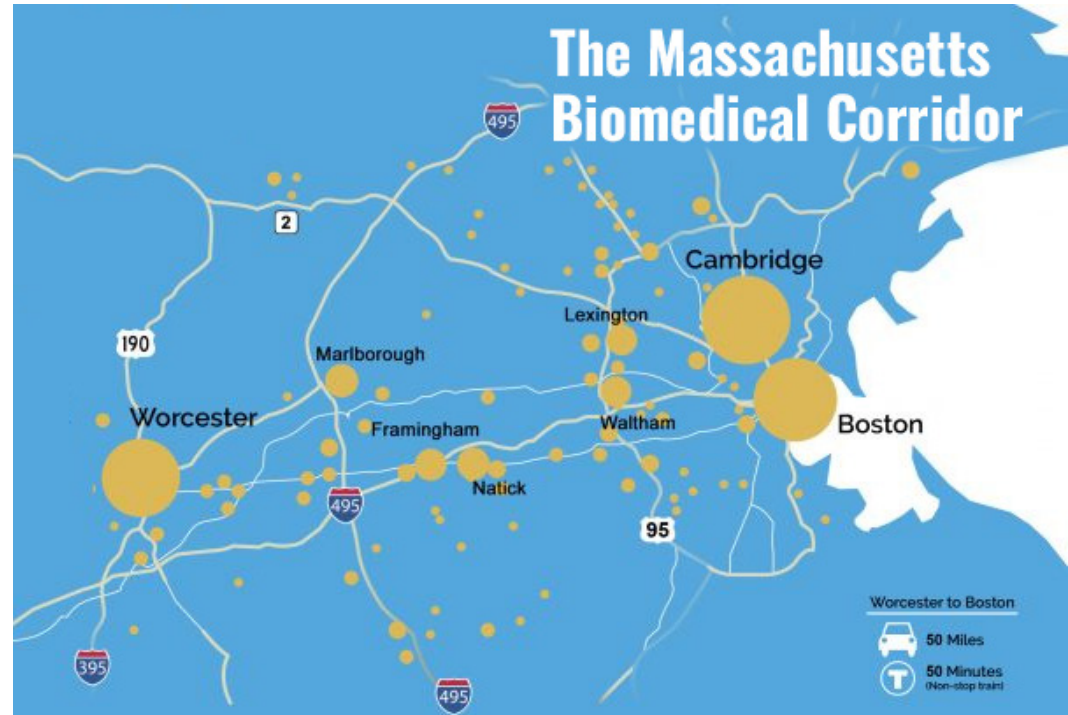 The Massachusetts
Biomedical Corridor
495
2
Cambridge
Lexington
190
Marlborough
Worcester
Framingham
Waltham
Boston
Natick
495
95
Worcester to Boston
50 Miles
395
T
50 Minutes
(Non-stop train)
495